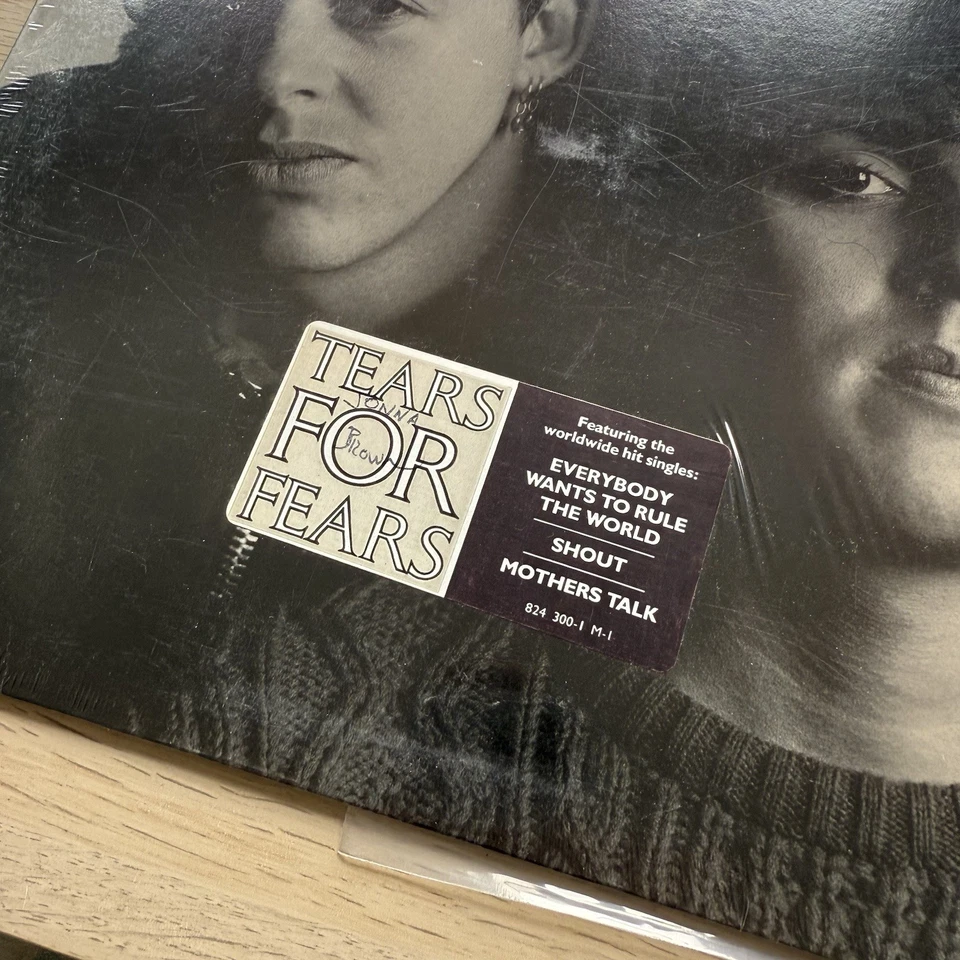 TEARS
JONNA
FOR
Brown
FEARS
Featuring the
worldwide hit singles:
EVERYBODY
WANTS TO RULE
THE WORLD
SHOUT
MOTHERS TALK
824 300-1 M-1